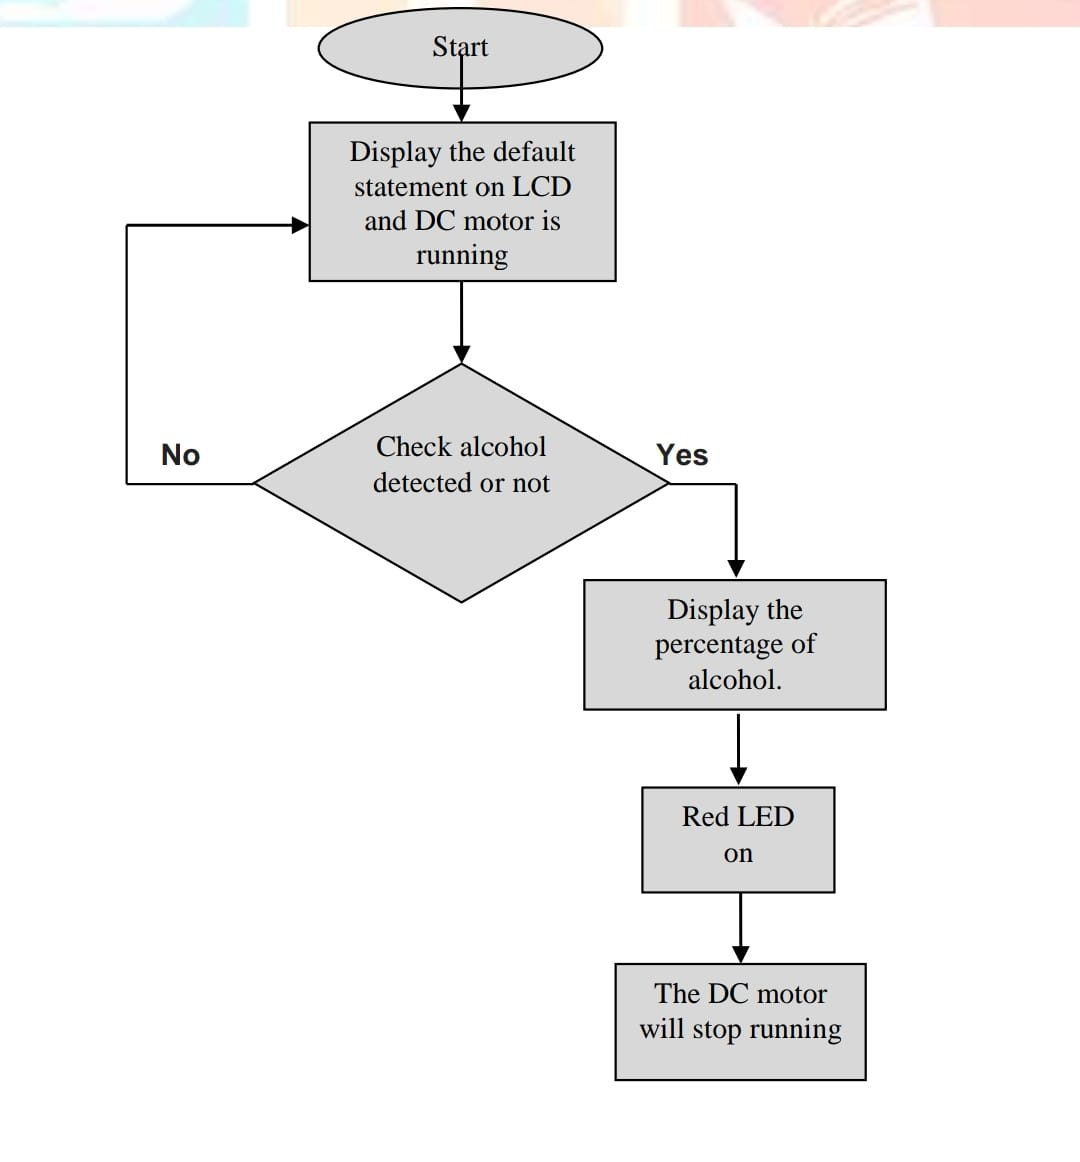 Start
Display the default
statement on LCD
and DC motor is
running
Check alcohol
detected or not
No
Yes
Display the
percentage of
alcohol.
Red LED
on
The DC motor
will stop running